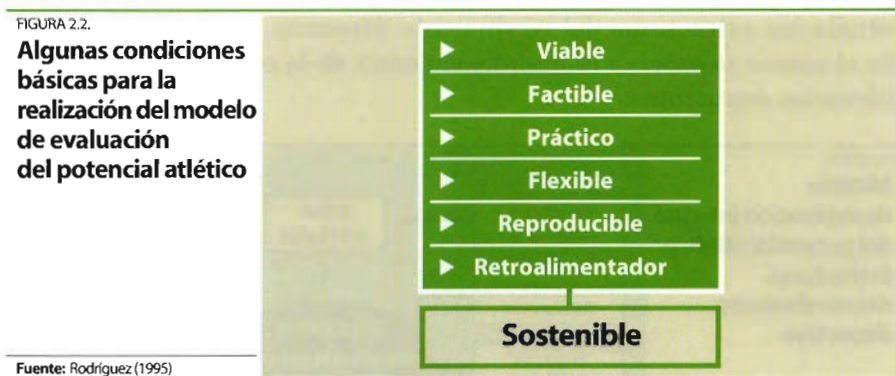 FIGURA 2.2.
Algunas condiciones
básicas para la
realización del modelo
de evaluación
del potencial atlético
Viable
Factible
Práctico
Flexible
Reproducible
Retroalimentador
Sostenible
Fuente: Rodríguez (1995)